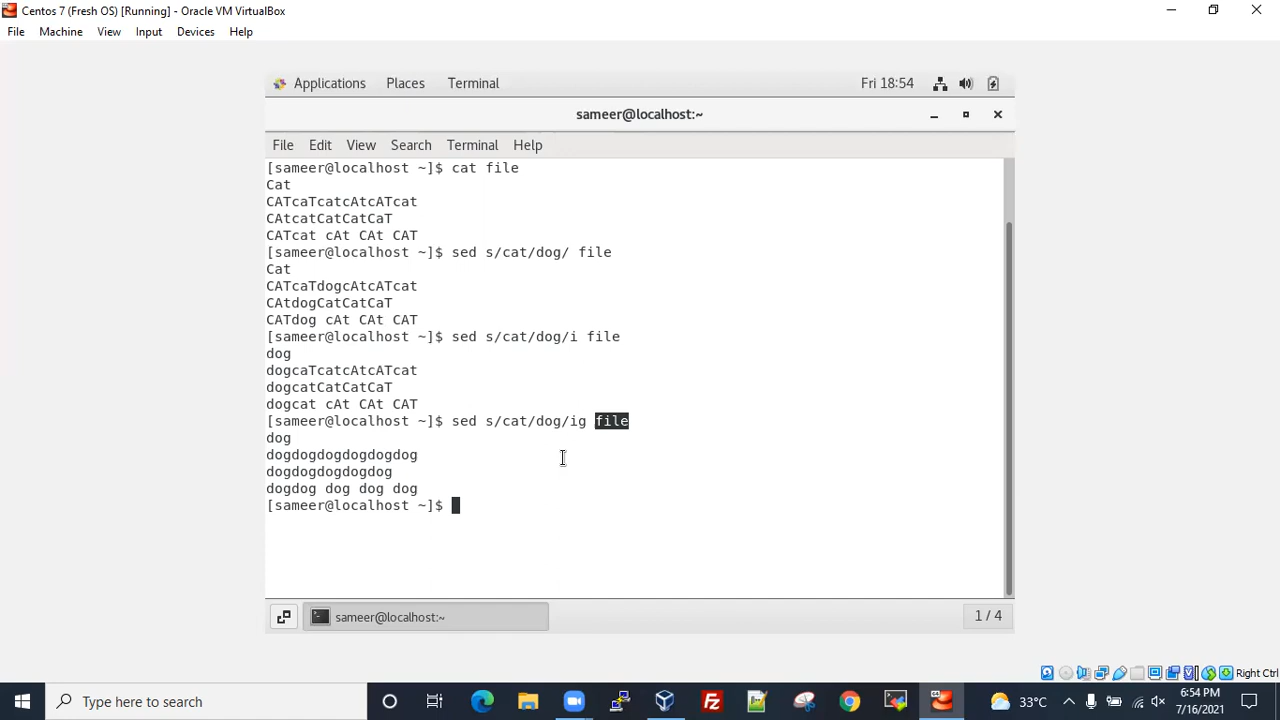 Centos 7 (Fresh OS) [Running] - Oracle VM VirtualBox
File Machine View Input Devices Help
Applications Places Terminal Fri 18:54
sameer@localhost:~
File Edit View Search Terminal Help
[sameer@localhost ~]$ cat file
Cat
CATcaTcatcAtcATcat
CAtcatCatCatCaT
CATcat cAt CAt CAT
[sameer@localhost ~]$ sed s/cat/dog/ file
Cat
CATcaTdogcAtcATcat
CAtdogCatCatCaT
CATdog cAt CAt CAT
[sameer@localhost ~]$ sed s/cat/dog/i file
dog
dogcaTcatcAtcATcat
dogcatCatCatCaT
dogcat cAt CAt CAT
[sameer@localhost ~]$ sed s/cat/dog/ig file
dog
dogdogdogdogdogdog
dogdogdogdogdog
dogdog dog dog dog
[sameer@localhost ~]$
sameer@localhost:~ 1 / 4
Right Ctrl
Type here to search 33°C 6:54 PM
7/16/2021